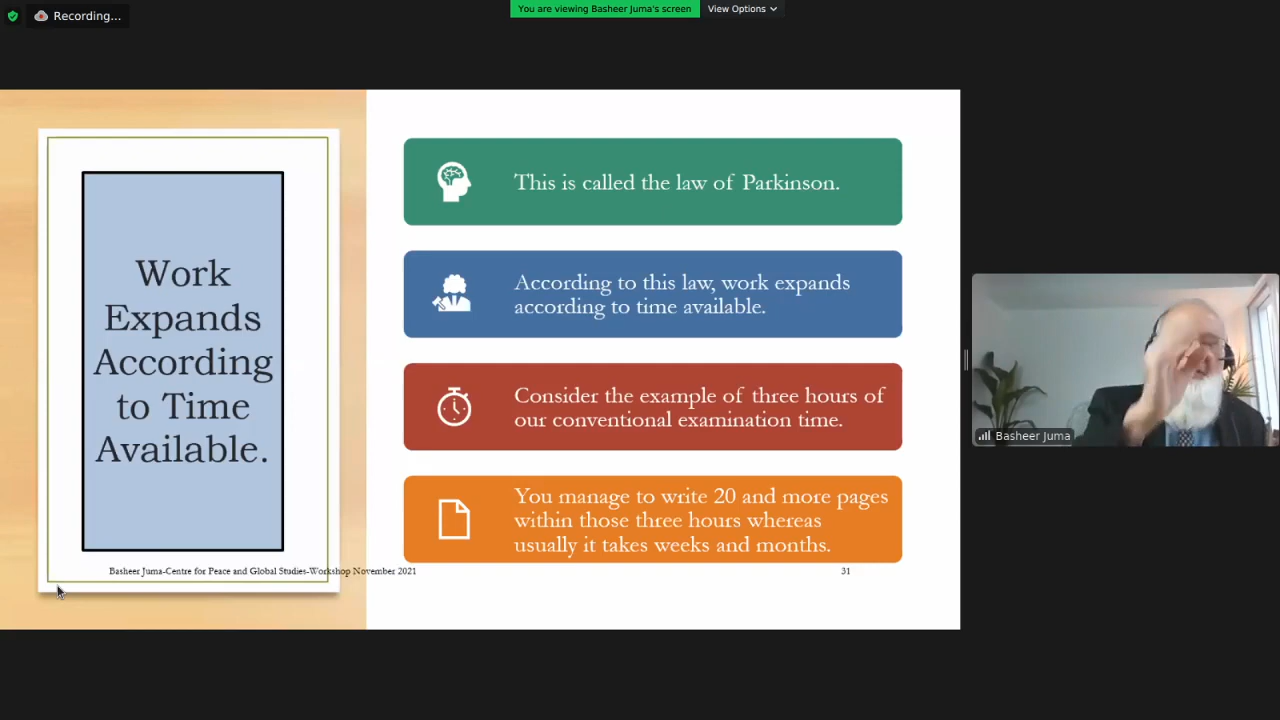 Recording...
You are viewing Basheer Juma's screen
View Options
Work
Expands
According
to Time
Available.
This is called the law of Parkinson.
According to this law, work expands
according to time available.
Consider the example of three hours of
our conventional examination time.
You manage to write 20 and more pages
within those three hours whereas
usually it takes weeks and months.
Basheer Juma-Centre for Peace and Global Studies-Workshop November 2021
31
Basheer Juma